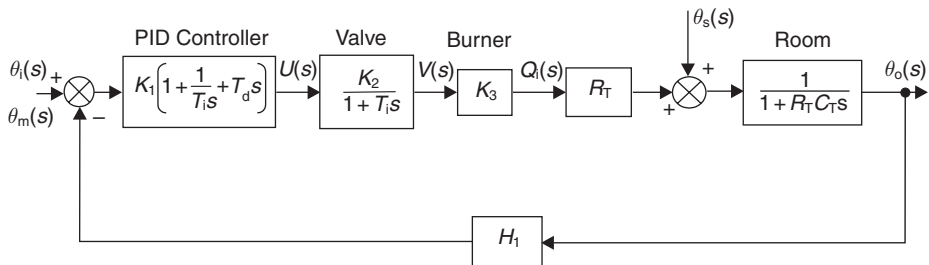 PID Controller
Valve
Burner
Room
θi(s)
+
θm(s)
−
K1(1+1/Tis+Tds)
U(s)
K2/1+Tis
V(s)
K3
Qi(s)
RT
θs(s)
+
+
1/1+RTCTs
θo(s)
H1